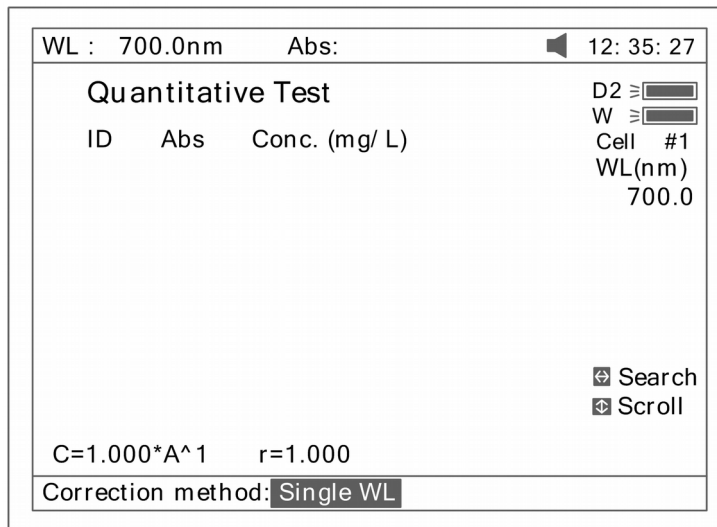 WL : 700.0nm Abs: 12: 35: 27
Quantitative Test
D2
W
ID Abs Conc. (mg/ L)
Cell #1
WL(nm)
700.0
Search
Scroll
C=1.000*A^1 r=1.000
Correction method: Single WL